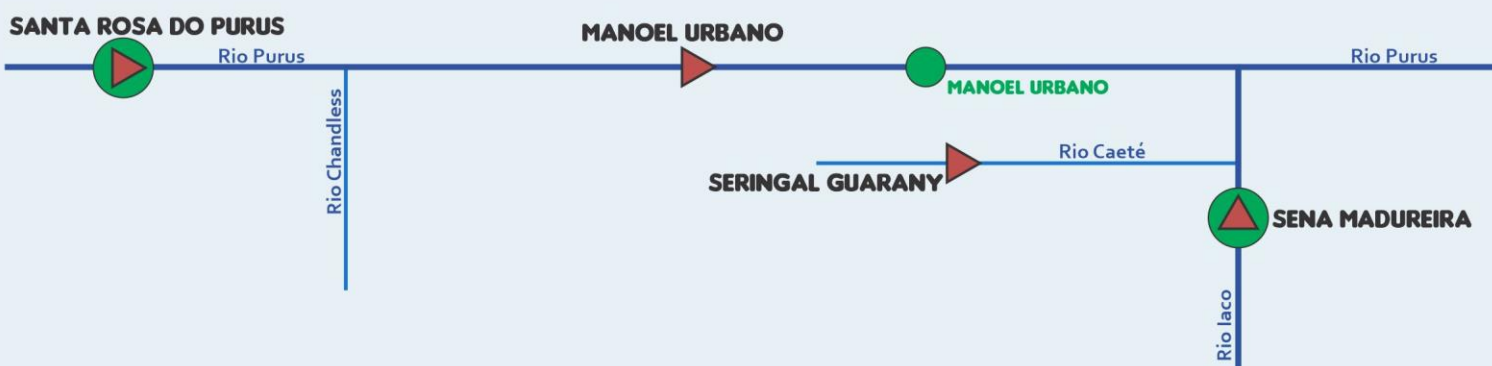 SANTA ROSA DO PURUS
Rio Purus
MANOEL URBANO
Rio Purus
MANOEL URBANO
Rio Chandless
Rio Caeté
SERINGAL GUARANY
SENA MADUREIRA
Rio Iaco